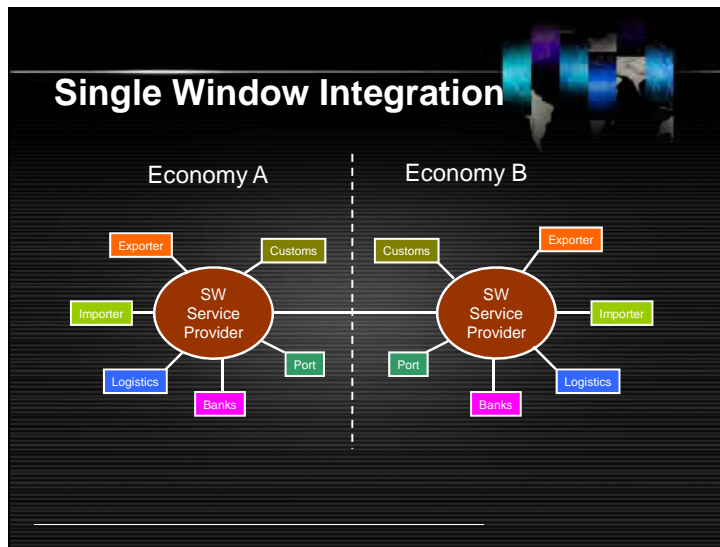 Single Window Integration
Economy A
Economy B
Exporter
Customs
Importer
SW
Service
Provider
Logistics
Port
Banks
Customs
Exporter
SW
Service
Provider
Importer
Port
Logistics
Banks